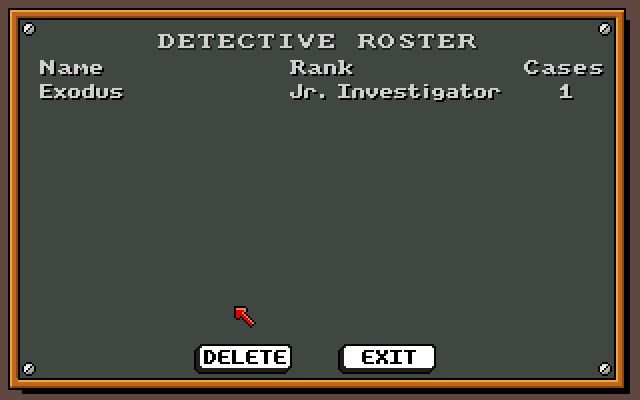 DETECTIVE ROSTER
Name Rank Cases
Exodus Jr. Investigator 1
DELETE EXIT